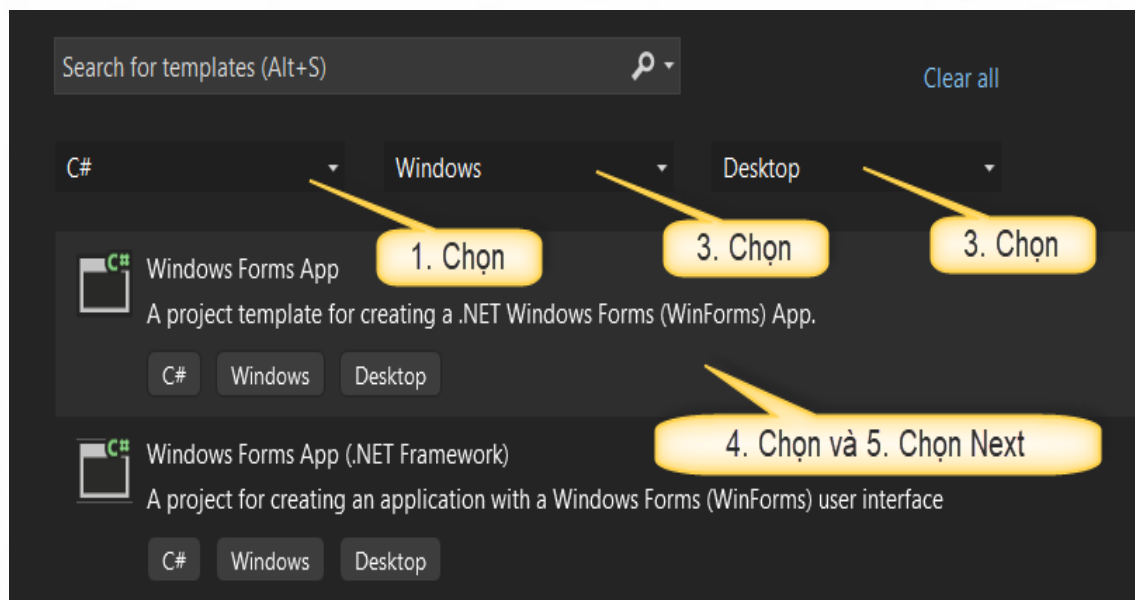 Search for templates (Alt+S)
Clear all
C#
Windows
Desktop
1. Chọn
3. Chọn
3. Chọn
C# Windows Forms App
A project template for creating a .NET Windows Forms (WinForms) App.
C# Windows Desktop
4. Chọn và 5. Chọn Next
C# Windows Forms App (.NET Framework)
A project for creating an application with a Windows Forms (WinForms) user interface
C# Windows Desktop